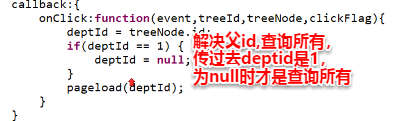 callback:{
onClick:function(event,treeId,treeNode,clickFlag){
deptId = treeNode.id;
if(deptId == 1) {
deptId = null;
}
pageload(deptId);
}
}
解决父id,查询所有,
传过去deptid是1,
为null时才是查询所有